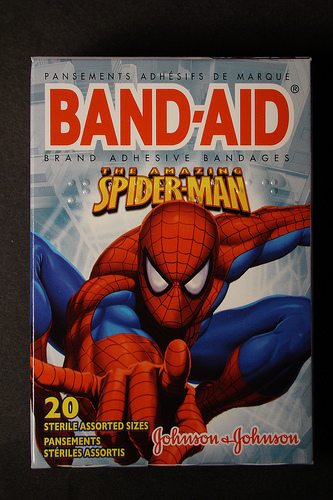 PANSEMENTS ADHÉSIFS DE MARQUE
BAND-AID®
BRAND ADHESIVE BANDAGES
THE AMAZING
SPIDER-MAN
20
STERILE ASSORTED SIZES
PANSEMENTS
STÉRILES ASSORTIS
Johnson & Johnson